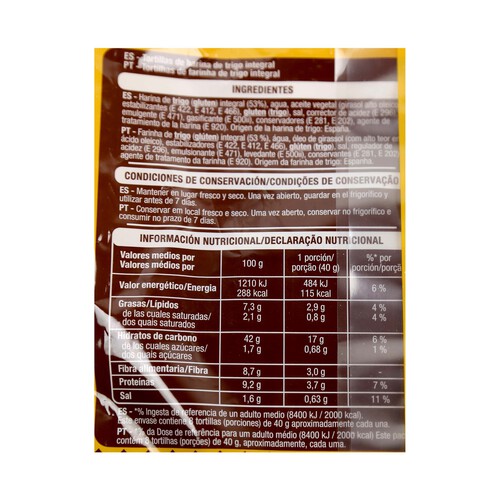 ES - Tortillas de harina de trigo integral
PT - Tortilhas de farinha de trigo integral
INGREDIENTES
ES - Harina de trigo (gluten) integral (53%), agua, aceite vegetal (girasol alto oleico)
estabilizantes (E 422, E 412, E 466), gluten, sal, corrector de acidez (E 296),
emulgente (E 471), gasificante (E 500ii), conservadores (E 281, E 202), agente de
tratamiento de la harina (E 920). Origen de la harina de trigo: España.
PT - Farinha de trigo (glúten) integral (53 %), água, óleo de girasol (com alto teor em
ácido oleico), estabilizadores (E 422, E 412, E 466), glúten, sal, regulador de
acidez (E 296), emulsionante (E 471), levedante (E 500ii), conservantes (E 281, E 202),
agente de tratamento da farinha (E 920). Origem da farinha de trigo: Espanha.
CONDICIONES DE CONSERVACIÓN/CONDIÇÕES DE CONSERVAÇÃO
ES - Mantener en lugar fresco y seco. Una vez abierto, guardar en el frigorífico y
utilizar antes de 7 días.
PT - Conservar em local fresco e seco. Uma vez aberto, conservar no frigorífico e
consumir no prazo de 7 dias.
INFORMACIÓN NUTRICIONAL/DECLARAÇÃO NUTRICIONAL
Valores medios por 1 porción/ %* por
Valores médios por 100 g porção (40 g) porción/porçã
Valor energético/Energia 1210 kJ 484 kJ 6 %
288 kcal 115 kcal
Grasas/Lípidos 7,3 g 2,9 g 4 %
de las cuales saturadas/ 2,1 g 0,8 g 4 %
dos quais saturados
Hidratos de carbono 42 g 17 g 6 %
de los cuales azúcares/ 1,7 g 0,68 g 1 %
dos quais açúcares
Fibra alimentaria/Fibra 8,7 g 3,0 g -
Proteínas 9,2 g 3,7 g 7 %
Sal 1,6 g 0,63 g 11 %
ES - *% Ingesta de referencia de un adulto medio (8400 kJ / 2000 kcal).
Este envase contiene 8 tortillas (porciones) de 40 g aproximadamente cada una.
PT - *% da Dose de referência para um adulto médio (8400 kJ / 2000 kcal) Este pac
contém 8 tortilhas (porções) de 40 g, aproximadamente cada uma.